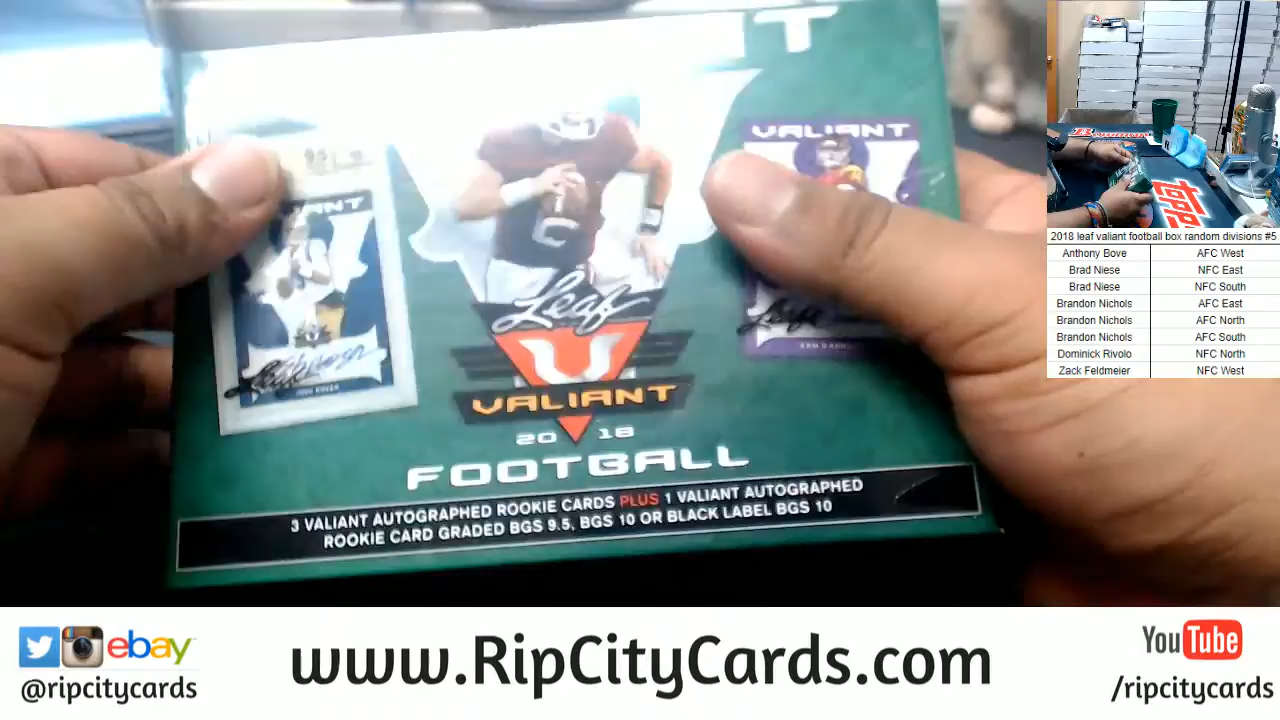 T
VALIANT
Leaf
VALIANT
2018
FOOTBALL
3 VALIANT AUTOGRAPHED ROOKIE CARDS PLUS 1 VALIANT AUTOGRAPHED
ROOKIE CARD GRADED BGS 9.5, BGS 10 OR BLACK LABEL BGS 10
topps
2018 leaf valiant football box random divisions #5
Anthony Bove AFC West
Brad Niese NFC East
Brad Niese NFC South
Brandon Nichols AFC East
Brandon Nichols AFC North
Brandon Nichols AFC South
Dominick Rivolo NFC North
Zack Feldmeier NFC West
ebay
@ripcitycards
www.RipCityCards.com
YouTube
/ripcitycards